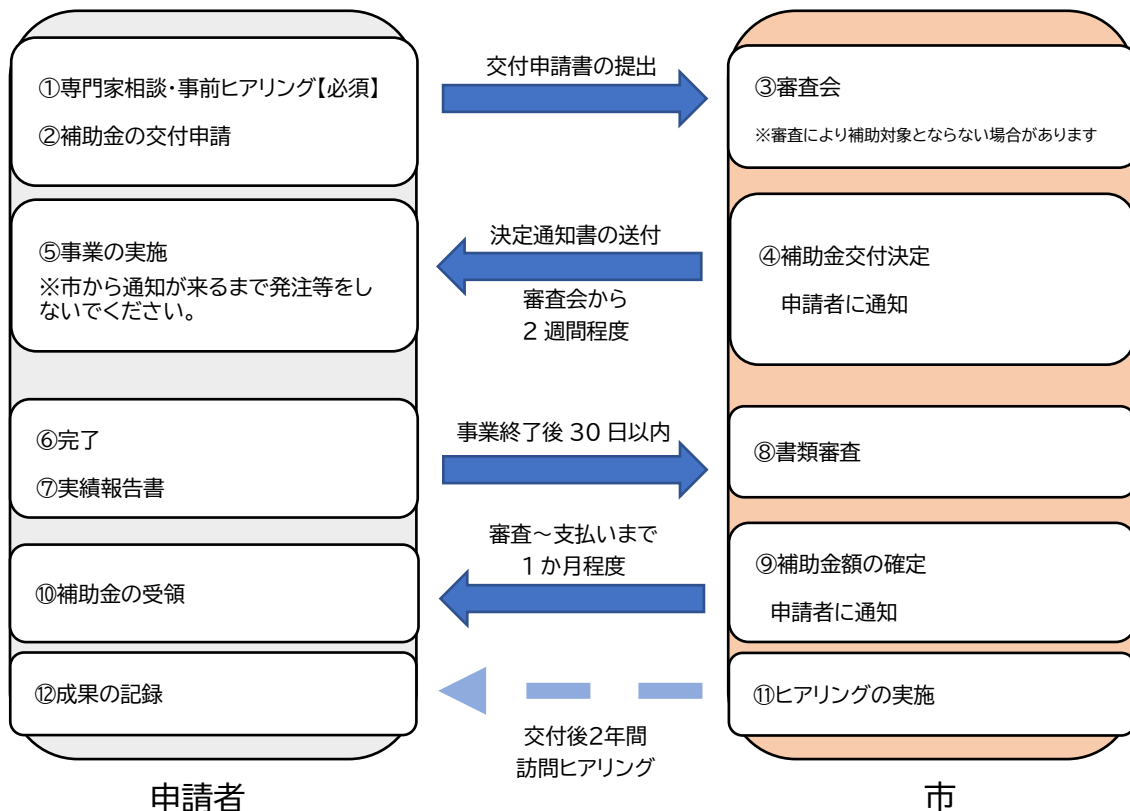 ①専門家相談・事前ヒアリング【必須】
②補助金の交付申請
交付申請書の提出
③審査会
※審査により補助対象とならない場合があります
⑤事業の実施
※市から通知が来るまで発注等をし
ないでください。
決定通知書の送付
審査会から
2 週間程度
④補助金交付決定
申請者に通知
⑥完了
⑦実績報告書
事業終了後 30 日以内
⑧書類審査
⑩補助金の受領
審査～支払いまで
1 か月程度
⑨補助金額の確定
申請者に通知
⑫成果の記録
交付後2年間
訪問ヒアリング
⑪ヒアリングの実施
申請者
市